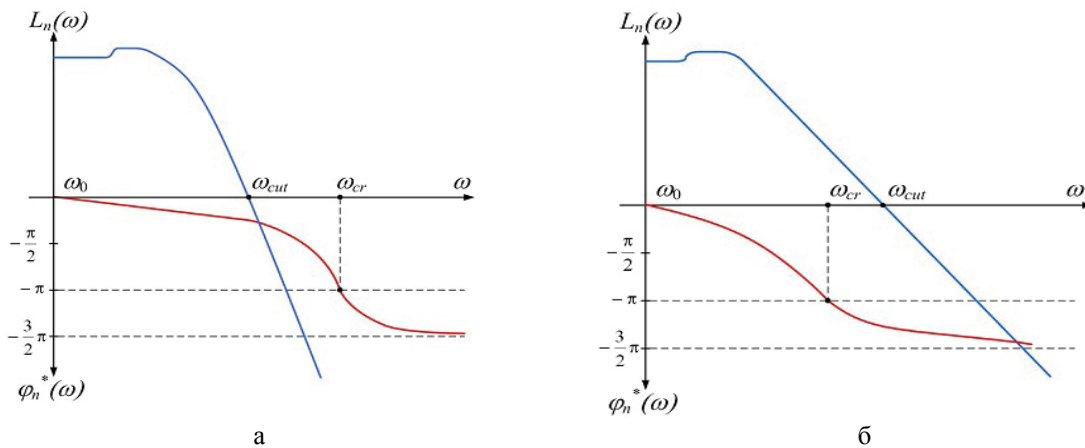 Lₙ(ω)
ω₀
ω_cut
ω_cr
ω
−π/2
−π
−3/2 π
φₙ*(ω)
а
Lₙ(ω)
ω₀
ω_cr
ω_cut
ω
−π/2
−π
−3/2 π
φₙ*(ω)
б